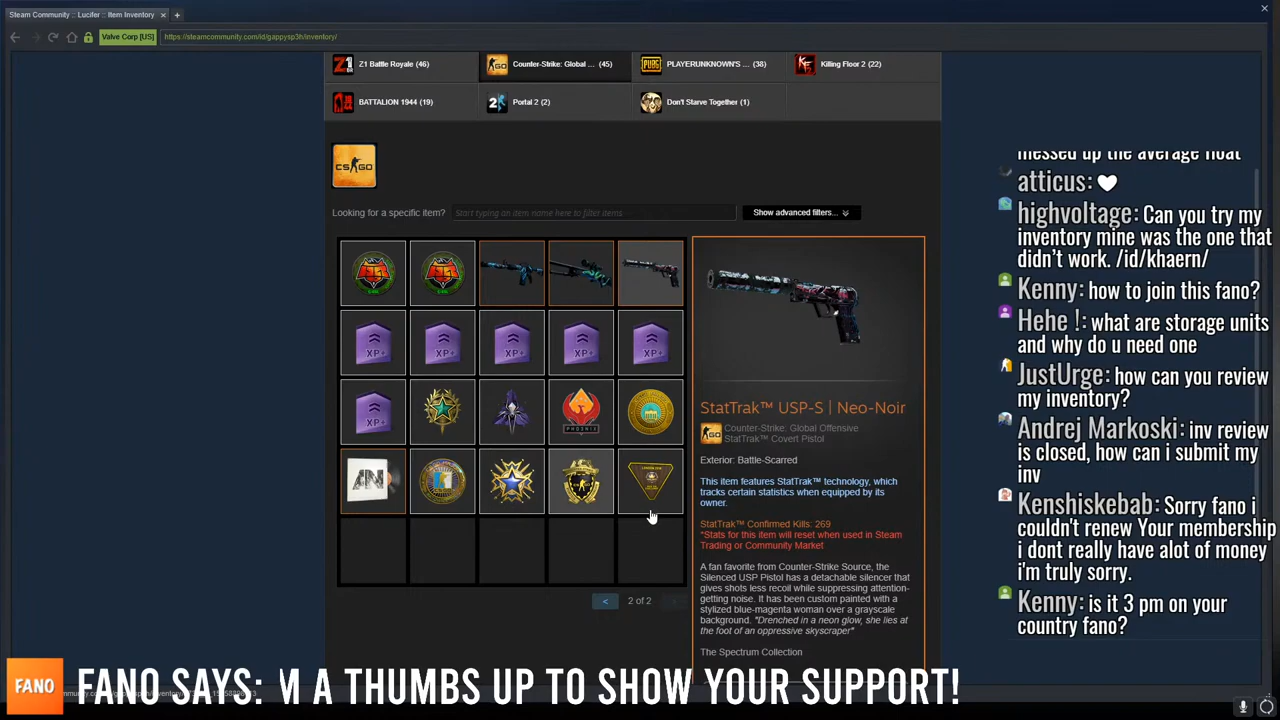 Steam Community :: Lucifer :: Item Inventory
Valve Corp [US]
https://steamcommunity.com/id/gappysp3h/inventory/
Z1 Battle Royale (46)
Counter-Strike: Global ... (45)
PLAYERUNKNOWN'S ... (38)
Killing Floor 2 (22)
BATTALION 1944 (19)
Portal 2 (2)
Don't Starve Together (1)
CS GO
Looking for a specific item?
Start typing an item name here to filter items
Show advanced filters...
XP+
XP+
XP+
XP+
XP+
XP+
PHOENIX
StatTrak™ USP-S | Neo-Noir
Counter-Strike: Global Offensive
StatTrak™ Covert Pistol
Exterior: Battle-Scarred
This item features StatTrak™ technology, which
tracks certain statistics when equipped by its
owner.
StatTrak™ Confirmed Kills: 269
*Stats for this item will reset when used in Steam
Trading or Community Market
A fan favorite from Counter-Strike Source, the
Silenced USP Pistol has a detachable silencer that
gives shots less recoil while suppressing attention-
getting noise. It has been custom painted with a
stylized blue-magenta woman over a grayscale
background. "Drenched in a neon glow, she lies at
the foot of an oppressive skyscraper"
The Spectrum Collection
< 2 of 2 >
messed up the average float
atticus:
highvoltage: Can you try my
inventory mine was the one that
didn't work. /id/khaern/
Kenny: how to join this fano?
Hehe !: what are storage units
and why do u need one
JustUrge: how can you review
my inventory?
Andrej Markoski: inv review
is closed, how can i submit my
inv
Kenshiskebab: Sorry fano i
couldn't renew Your membership
i dont really have alot of money
i'm truly sorry.
Kenny: is it 3 pm on your
country fano?
FANO
FANO SAYS: M A THUMBS UP TO SHOW YOUR SUPPORT!